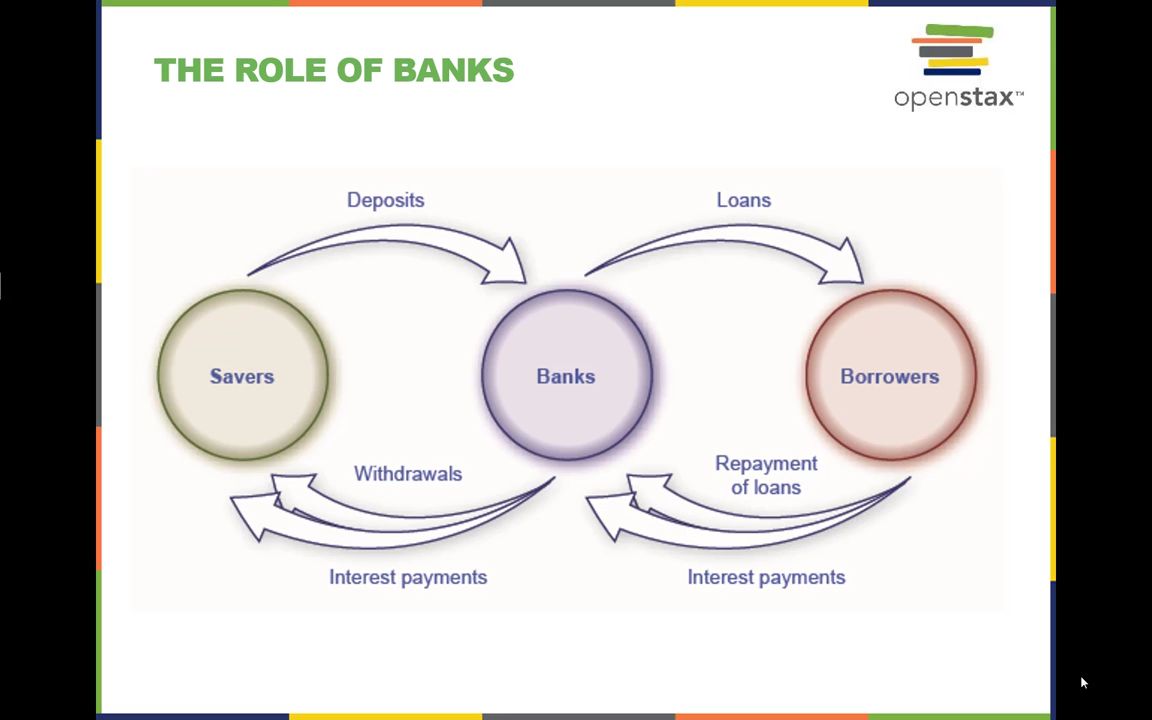 THE ROLE OF BANKS
openstax™
Deposits
Loans
Savers
Banks
Borrowers
Withdrawals
Repayment
of loans
Interest payments
Interest payments